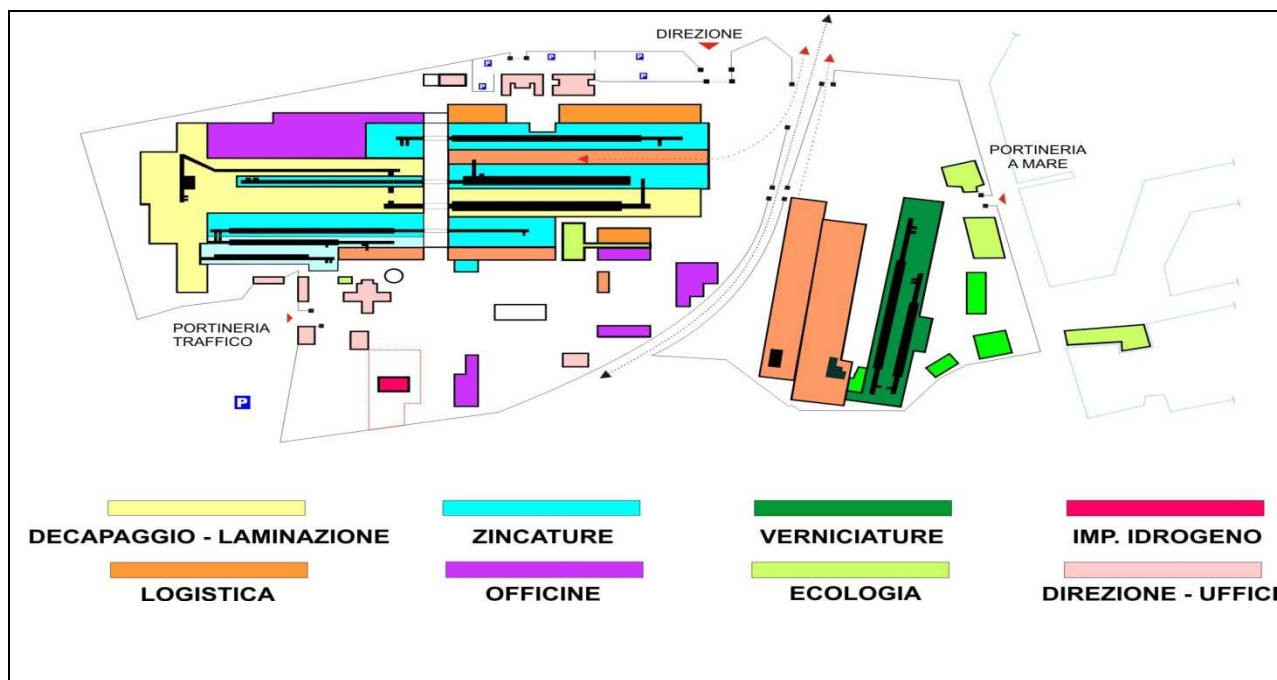 DIREZIONE
P
P
P
P
P
PORTINERIA
A MARE
PORTINERIA
TRAFFICO
P
DECAPAGGIO - LAMINAZIONE
ZINCATURE
VERNICIATURE
IMP. IDROGENO
LOGISTICA
OFFICINE
ECOLOGIA
DIREZIONE - UFFICI